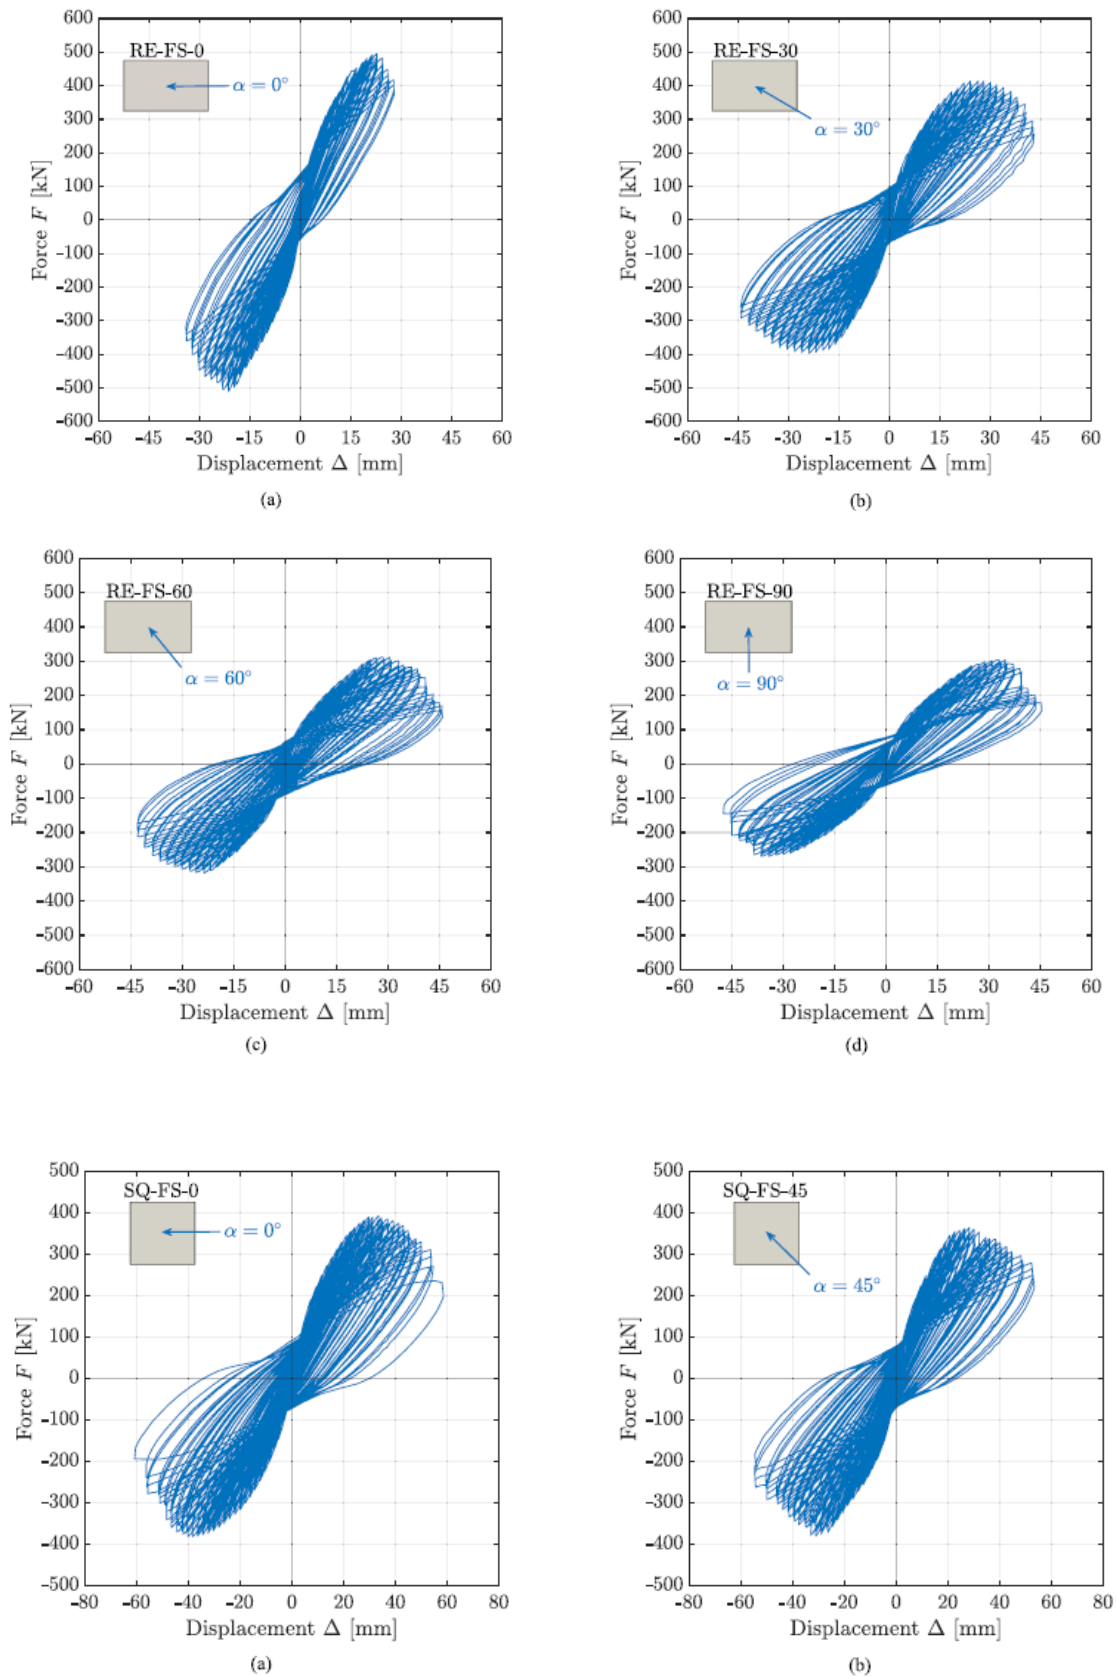 RE-FS-0
α = 0°
600
500
400
300
200
100
0
-100
-200
-300
-400
-500
-600
Force F [kN]
-60 -45 -30 -15 0 15 30 45 60
Displacement Δ [mm]
(a)
RE-FS-30
α = 30°
600
500
400
300
200
100
0
-100
-200
-300
-400
-500
-600
Force F [kN]
-60 -45 -30 -15 0 15 30 45 60
Displacement Δ [mm]
(b)
RE-FS-60
α = 60°
600
500
400
300
200
100
0
-100
-200
-300
-400
-500
-600
Force F [kN]
-60 -45 -30 -15 0 15 30 45 60
Displacement Δ [mm]
(c)
RE-FS-90
α = 90°
600
500
400
300
200
100
0
-100
-200
-300
-400
-500
-600
Force F [kN]
-60 -45 -30 -15 0 15 30 45 60
Displacement Δ [mm]
(d)
SQ-FS-0
α = 0°
500
400
300
200
100
0
-100
-200
-300
-400
-500
Force F [kN]
-80 -60 -40 -20 0 20 40 60 80
Displacement Δ [mm]
(a)
SQ-FS-45
α = 45°
500
400
300
200
100
0
-100
-200
-300
-400
-500
Force F [kN]
-80 -60 -40 -20 0 20 40 60 80
Displacement Δ [mm]
(b)